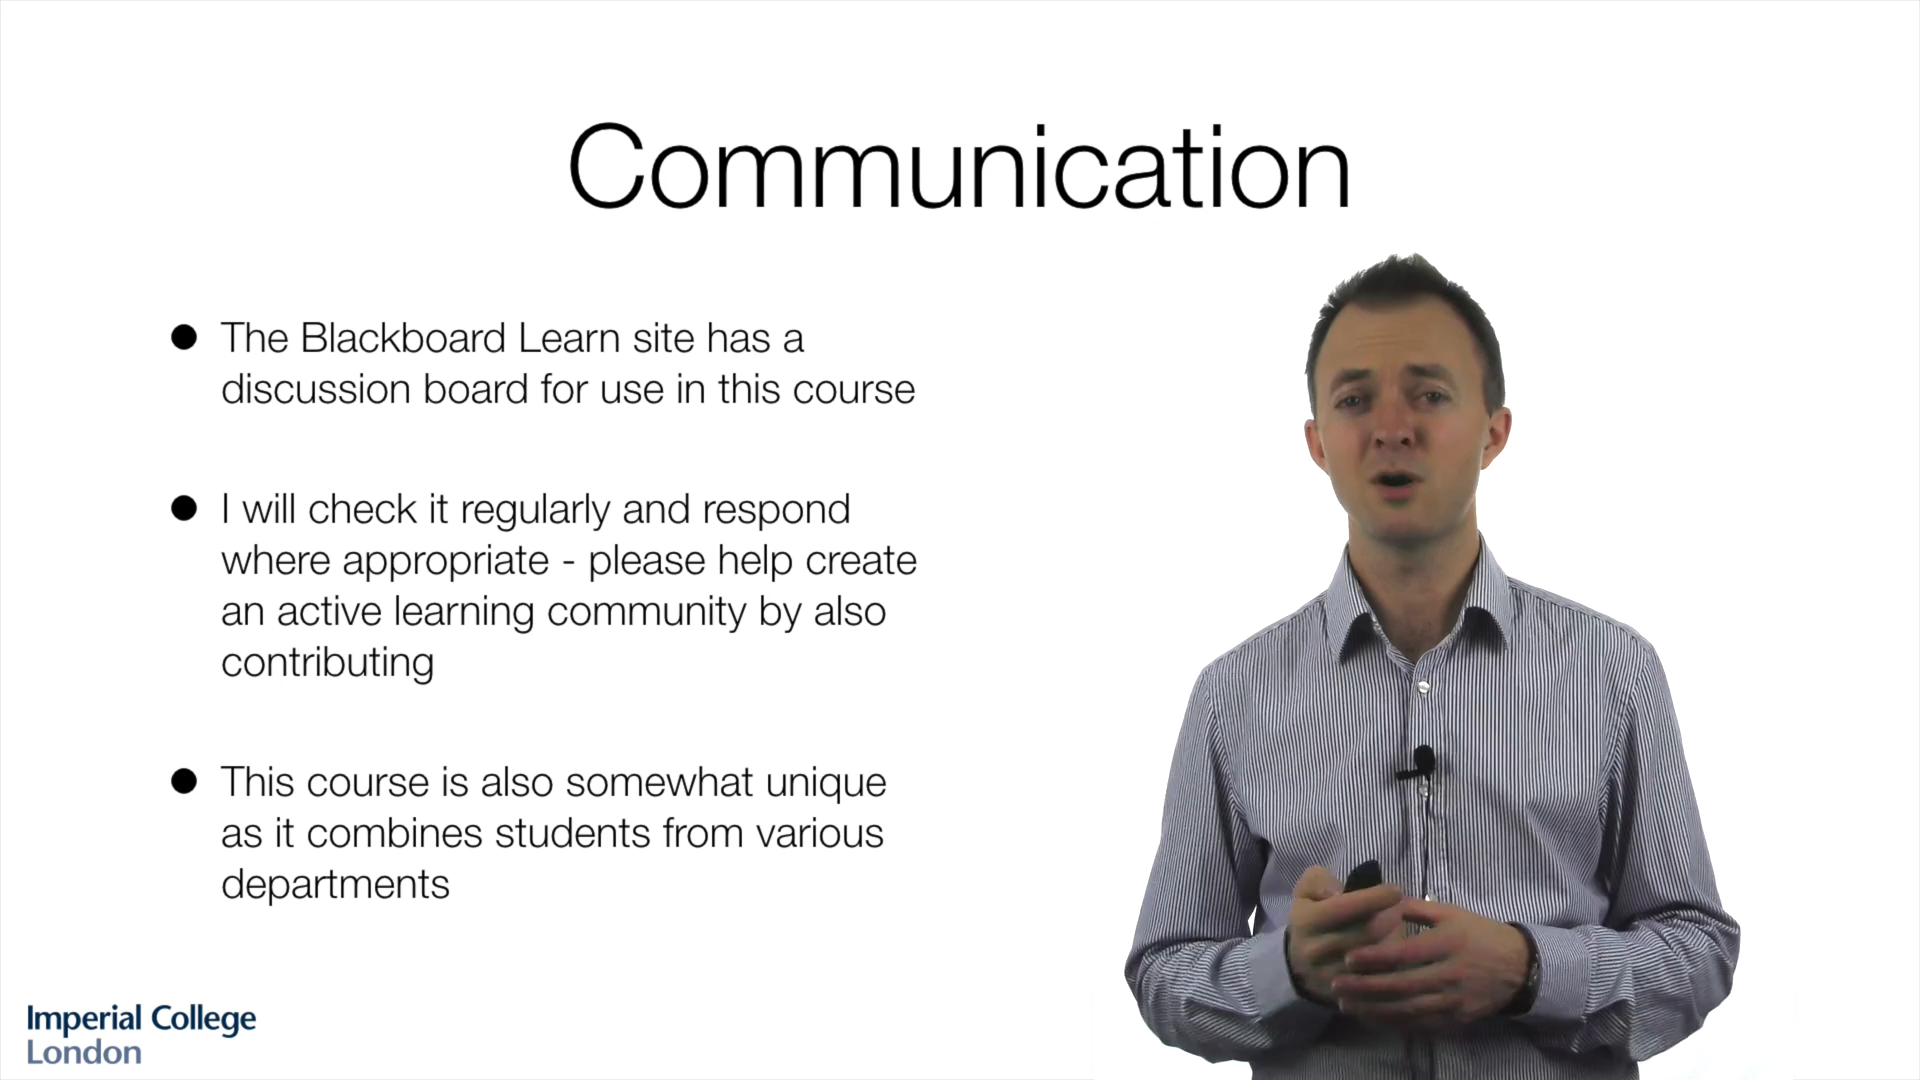 Communication
The Blackboard Learn site has a
discussion board for use in this course
I will check it regularly and respond
where appropriate - please help create
an active learning community by also
contributing
This course is also somewhat unique
as it combines students from various
departments
Imperial College
London